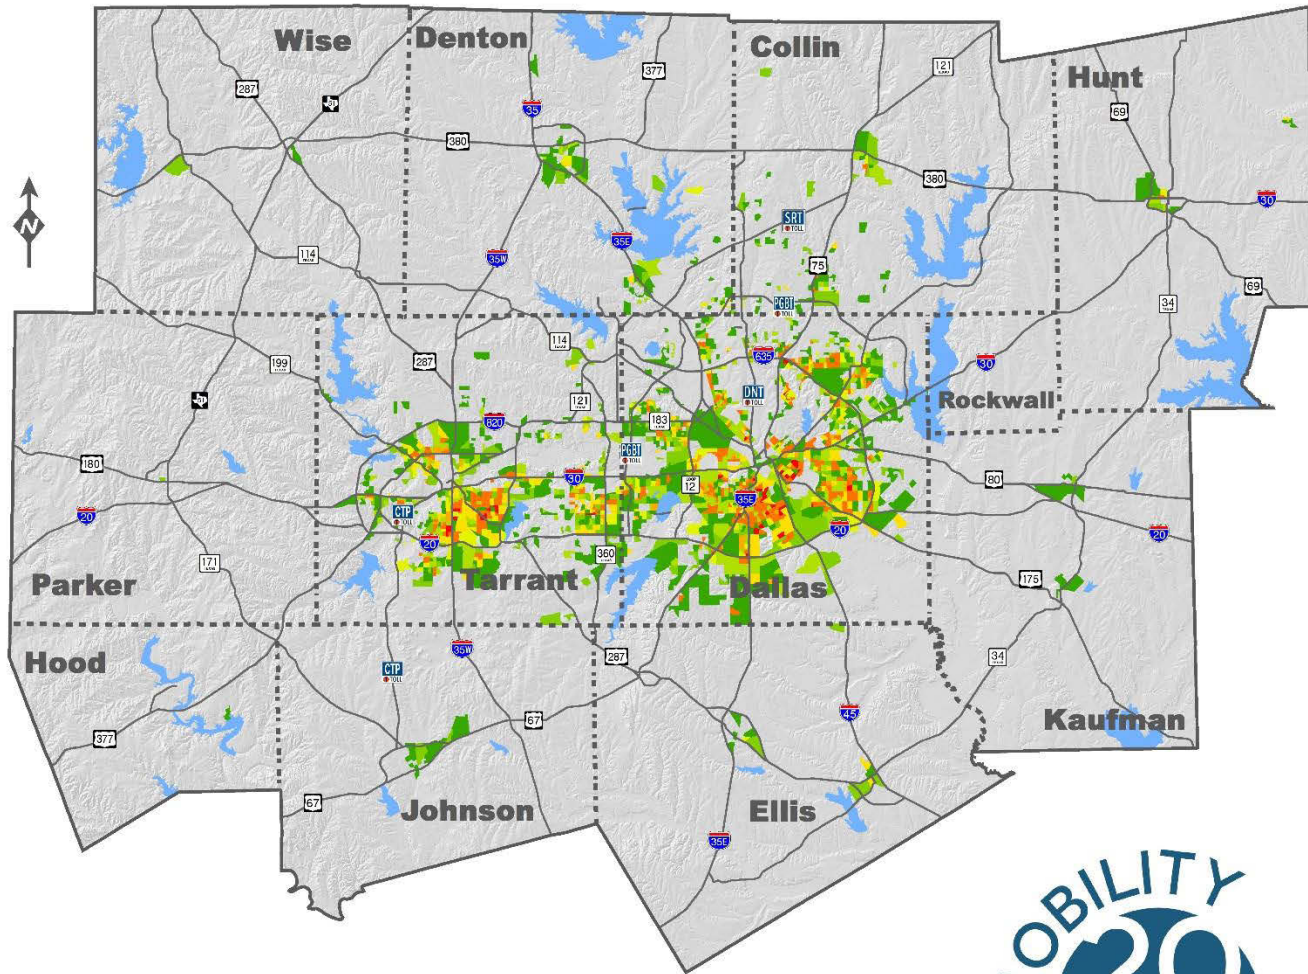 Wise
Denton
Collin
Hunt
121
377
287
35
69
380
380
N
SRT
TOLL
30
35E
114
35W
75
69
34
PGBT
TOLL
114
199
287
635
30
DNT
TOLL
Rockwall
121
620
183
PGBT
TOLL
180
30
80
LOOP
12
35E
CTP
TOLL
20
20
20
20
360
171
175
Parker
Tarrant
Dallas
35W
Hood
287
34
CTP
TOLL
45
Kaufman
67
377
67
Johnson
Ellis
35E
OBILITY